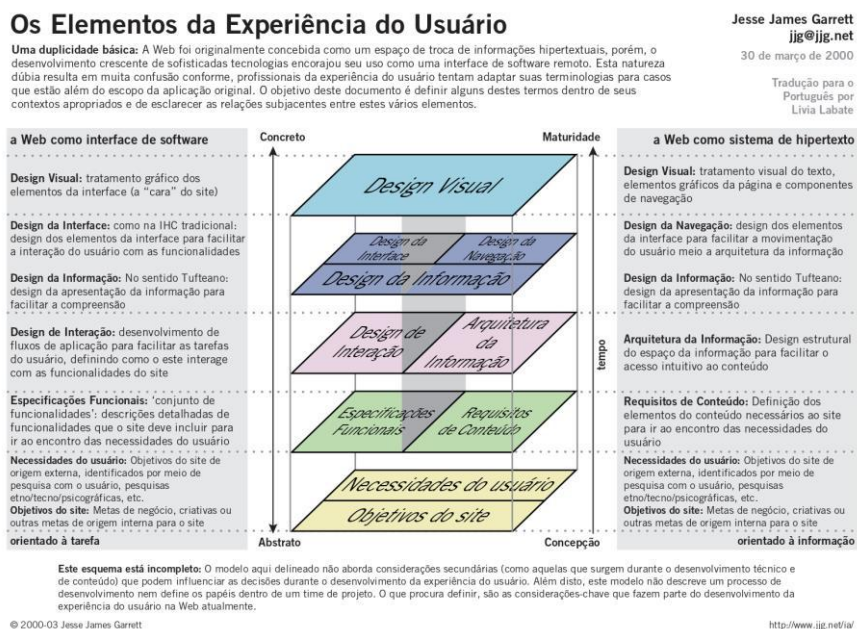 Os Elementos da Experiência do Usuário
Uma duplicidade básica: A Web foi originalmente concebida como um espaço de troca de informações hipertextuais, porém, o
desenvolvimento crescente de sofisticadas tecnologias encorajou seu uso como uma interface de software remoto. Esta natureza
dúbia resulta em muita confusão conforme, profissionais da experiência do usuário tentam adaptar suas terminologias para casos
que estão além do escopo da aplicação original. O objetivo deste documento é definir alguns destes termos dentro de seus
contextos apropriados e de esclarecer as relações subjacentes entre estes vários elementos.
Jesse James Garrett
jjg@jjg.net
30 de março de 2000
Tradução para o
Português por
Livia Labate
a Web como interface de software
Design Visual: tratamento gráfico dos
elementos da interface (a "cara" do site)
Design da Interface: como na IHC tradicional:
design dos elementos da interface para facilitar
a interação do usuário com as funcionalidades
Design da Informação: No sentido Tufteano:
design da apresentação da informação para
facilitar a compreensão
Design de Interação: desenvolvimento de
fluxos de aplicação para facilitar as tarefas
do usuário, definindo como o este interage
com as funcionalidades do site
Especificações Funcionais: 'conjunto de
funcionalidades': descrições detalhadas de
funcionalidades que o site deve incluir para
ir ao encontro das necessidades do usuário
Necessidades do usuário: Objetivos do site de
origem externa, identificados por meio de
pesquisa com o usuário, pesquisas
etno/tecno/psicográficas, etc.
Objetivos do site: Metas de negócio, criativas ou
outras metas de origem interna para o site
orientado à tarefa
Concreto
Maturidade
Design Visual
Design da
Interface
Design da
Navegação
Design da Informação
Design de
Interação
Arquitetura
da
Informação
Especificações
Funcionais
Requisitos
de Conteúdo
Necessidades do usuário
Objetivos do site
tempo
Abstrato
Concepção
a Web como sistema de hipertexto
Design Visual: tratamento visual do texto,
elementos gráficos da página e componentes
de navegação
Design da Navegação: design dos elementos
da interface para facilitar a movimentação
do usuário meio a arquitetura da informação
Design da Informação: No sentido Tufteano:
design da apresentação da informação para
facilitar a compreensão
Arquitetura da Informação: Design estrutural
do espaço da informação para facilitar o
acesso intuitivo ao conteúdo
Requisitos de Conteúdo: Definição dos
elementos do conteúdo necessários ao site
para ir ao encontro das necessidades do
usuário
Necessidades do usuário: Objetivos do site de
origem externa, identificados por meio de
pesquisa com o usuário, pesquisas
etno/tecno/psicográficas, etc.
Objetivos do site: Metas de negócio, criativas ou
outras metas de origem interna para o site
orientado à informação
Este esquema está incompleto: O modelo aqui delineado não aborda considerações secundárias (como aquelas que surgem durante o desenvolvimento técnico e
de conteúdo) que podem influenciar as decisões durante o desenvolvimento da experiência do usuário. Além disto, este modelo não descreve um processo de
desenvolvimento nem define os papéis dentro de um time de projeto. O que procura definir, são as considerações-chave que fazem parte do desenvolvimento da
experiência do usuário na Web atualmente.
© 2000-03 Jesse James Garrett
http://www.jjg.net/ia/